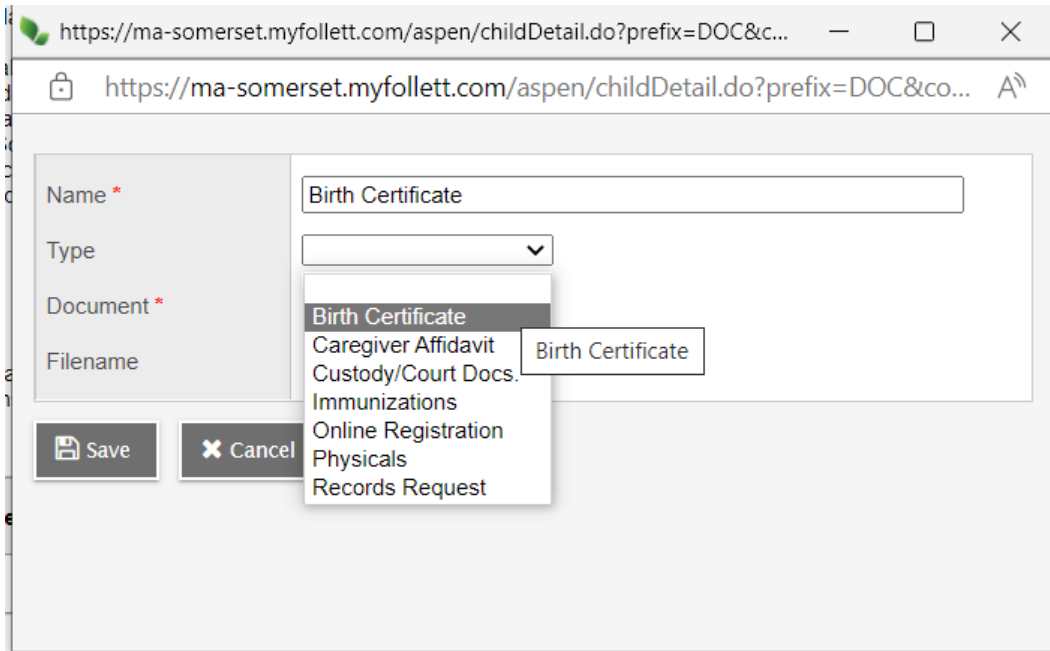 https://ma-somerset.myfollett.com/aspen/childDetail.do?prefix=DOC&c...
https://ma-somerset.myfollett.com/aspen/childDetail.do?prefix=DOC&co...
Name *
Birth Certificate
Type
Document *
Filename
Birth Certificate
Caregiver Affidavit
Custody/Court Docs.
Immunizations
Online Registration
Physicals
Records Request
Birth Certificate
Save
Cancel